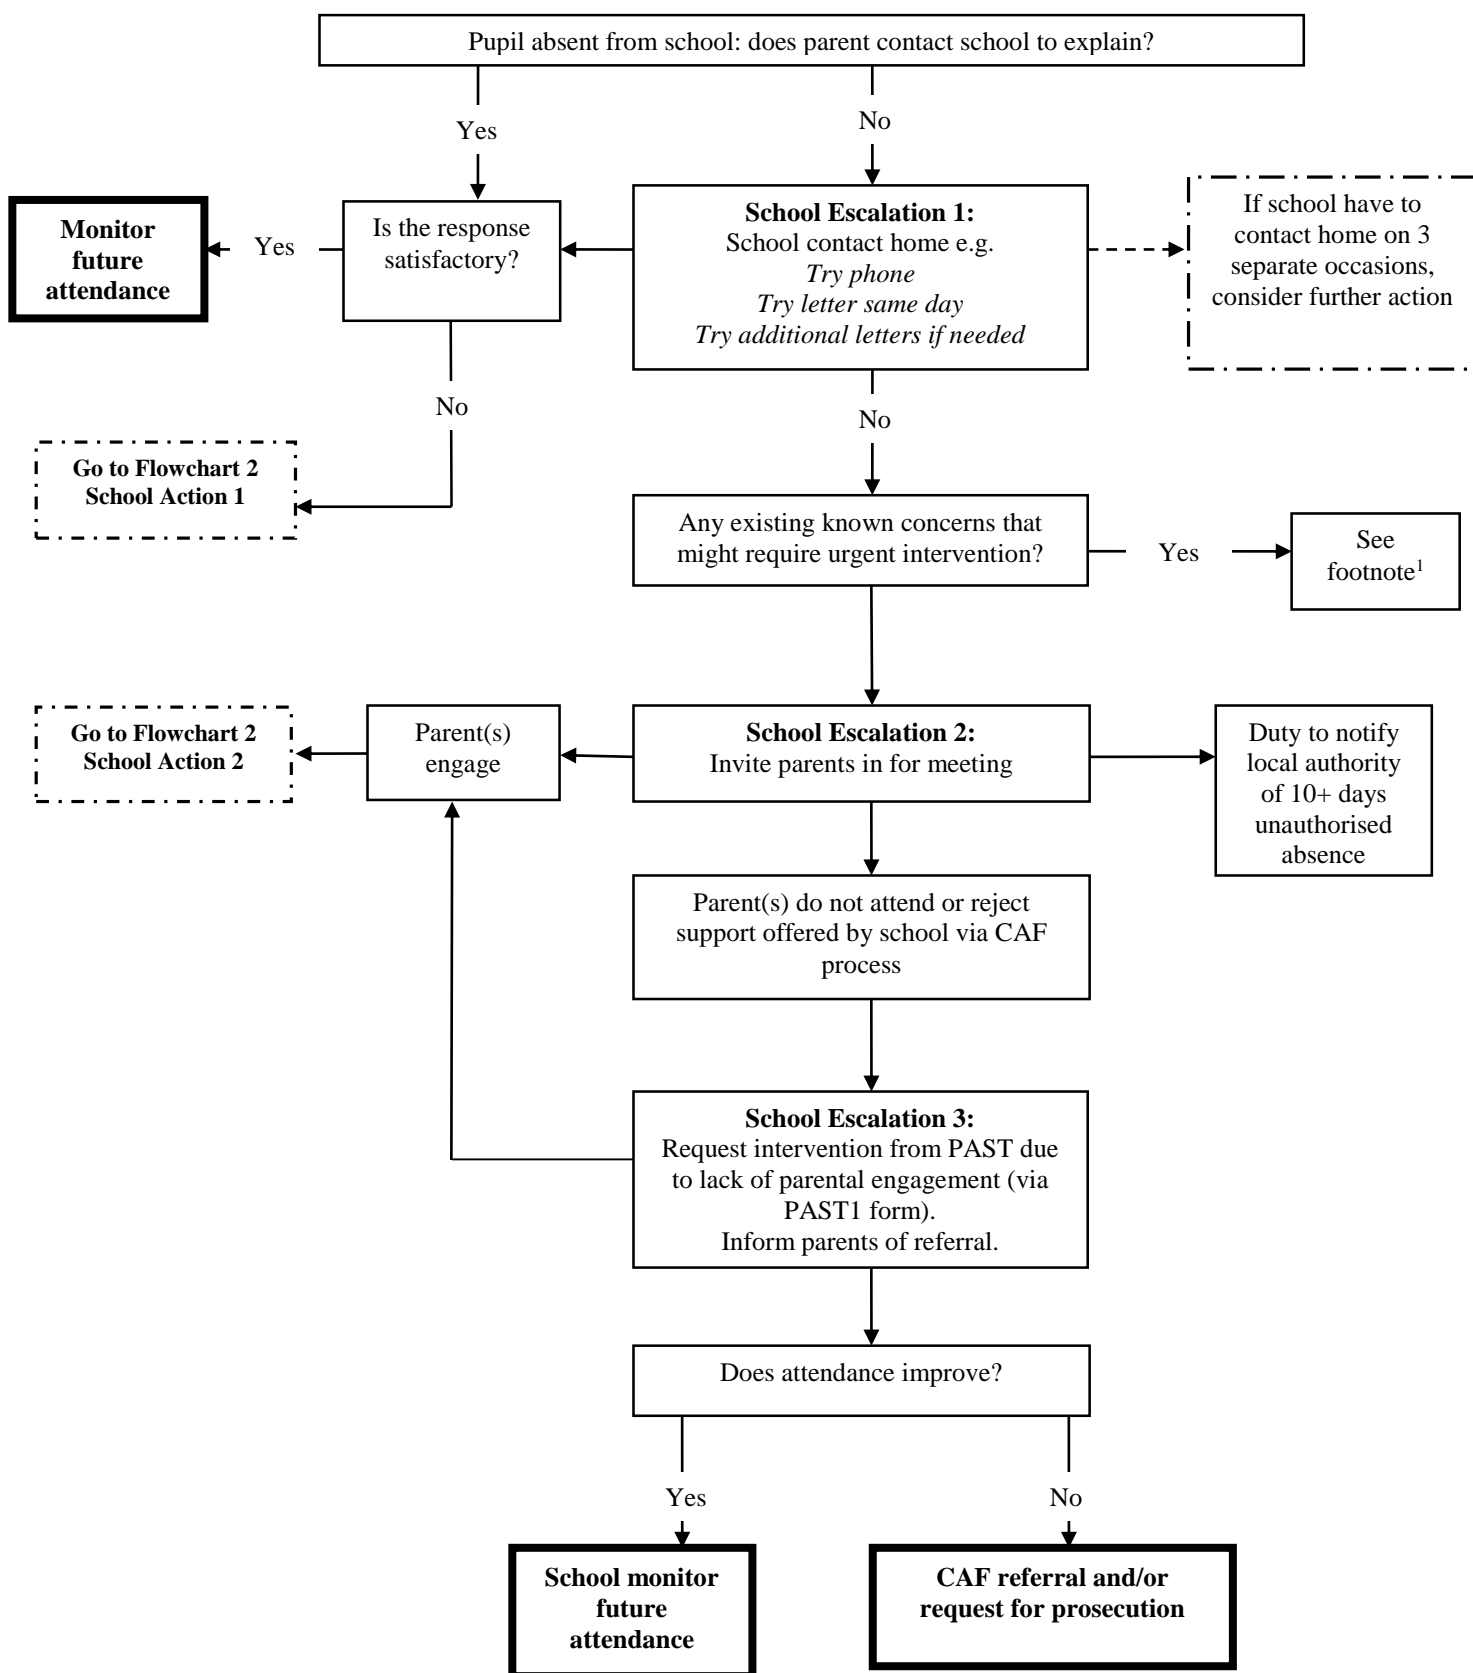 Pupil absent from school: does parent contact school to explain?
Yes
No
Monitor
future
attendance
Yes
Is the response
satisfactory?
School Escalation 1:
School contact home e.g.
Try phone
Try letter same day
Try additional letters if needed
If school have to
contact home on 3
separate occasions,
consider further action
No
No
Go to Flowchart 2
School Action 1
Any existing known concerns that
might require urgent intervention?
Yes
See
footnote¹
Go to Flowchart 2
School Action 2
Parent(s)
engage
School Escalation 2:
Invite parents in for meeting
Duty to notify
local authority
of 10+ days
unauthorised
absence
Parent(s) do not attend or reject
support offered by school via CAF
process
School Escalation 3:
Request intervention from PAST due
to lack of parental engagement (via
PAST1 form).
Inform parents of referral.
Does attendance improve?
Yes
No
School monitor
future
attendance
CAF referral and/or
request for prosecution